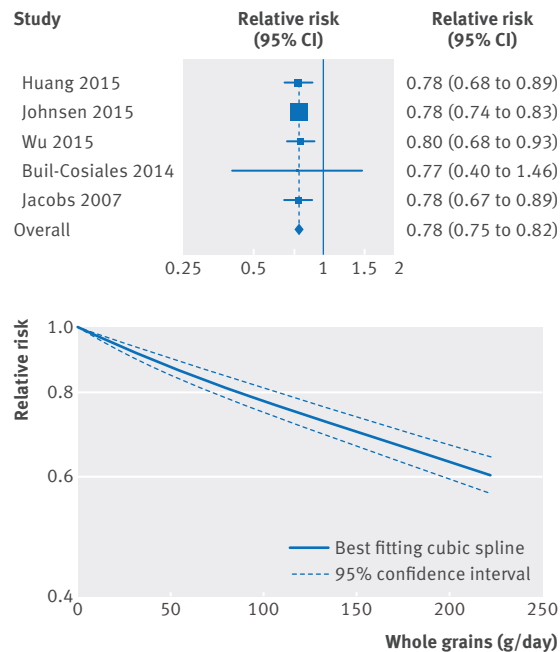 Study
Relative risk
(95% CI)
Relative risk
(95% CI)
Huang 2015
0.78 (0.68 to 0.89)
Johnsen 2015
0.78 (0.74 to 0.83)
Wu 2015
0.80 (0.68 to 0.93)
Buil-Cosiales 2014
0.77 (0.40 to 1.46)
Jacobs 2007
0.78 (0.67 to 0.89)
Overall
0.78 (0.75 to 0.82)
0.25 0.5 1 1.5 2
Relative risk
1.0
0.8
0.6
0.4
Best fitting cubic spline
95% confidence interval
0 50 100 150 200 250
Whole grains (g/day)